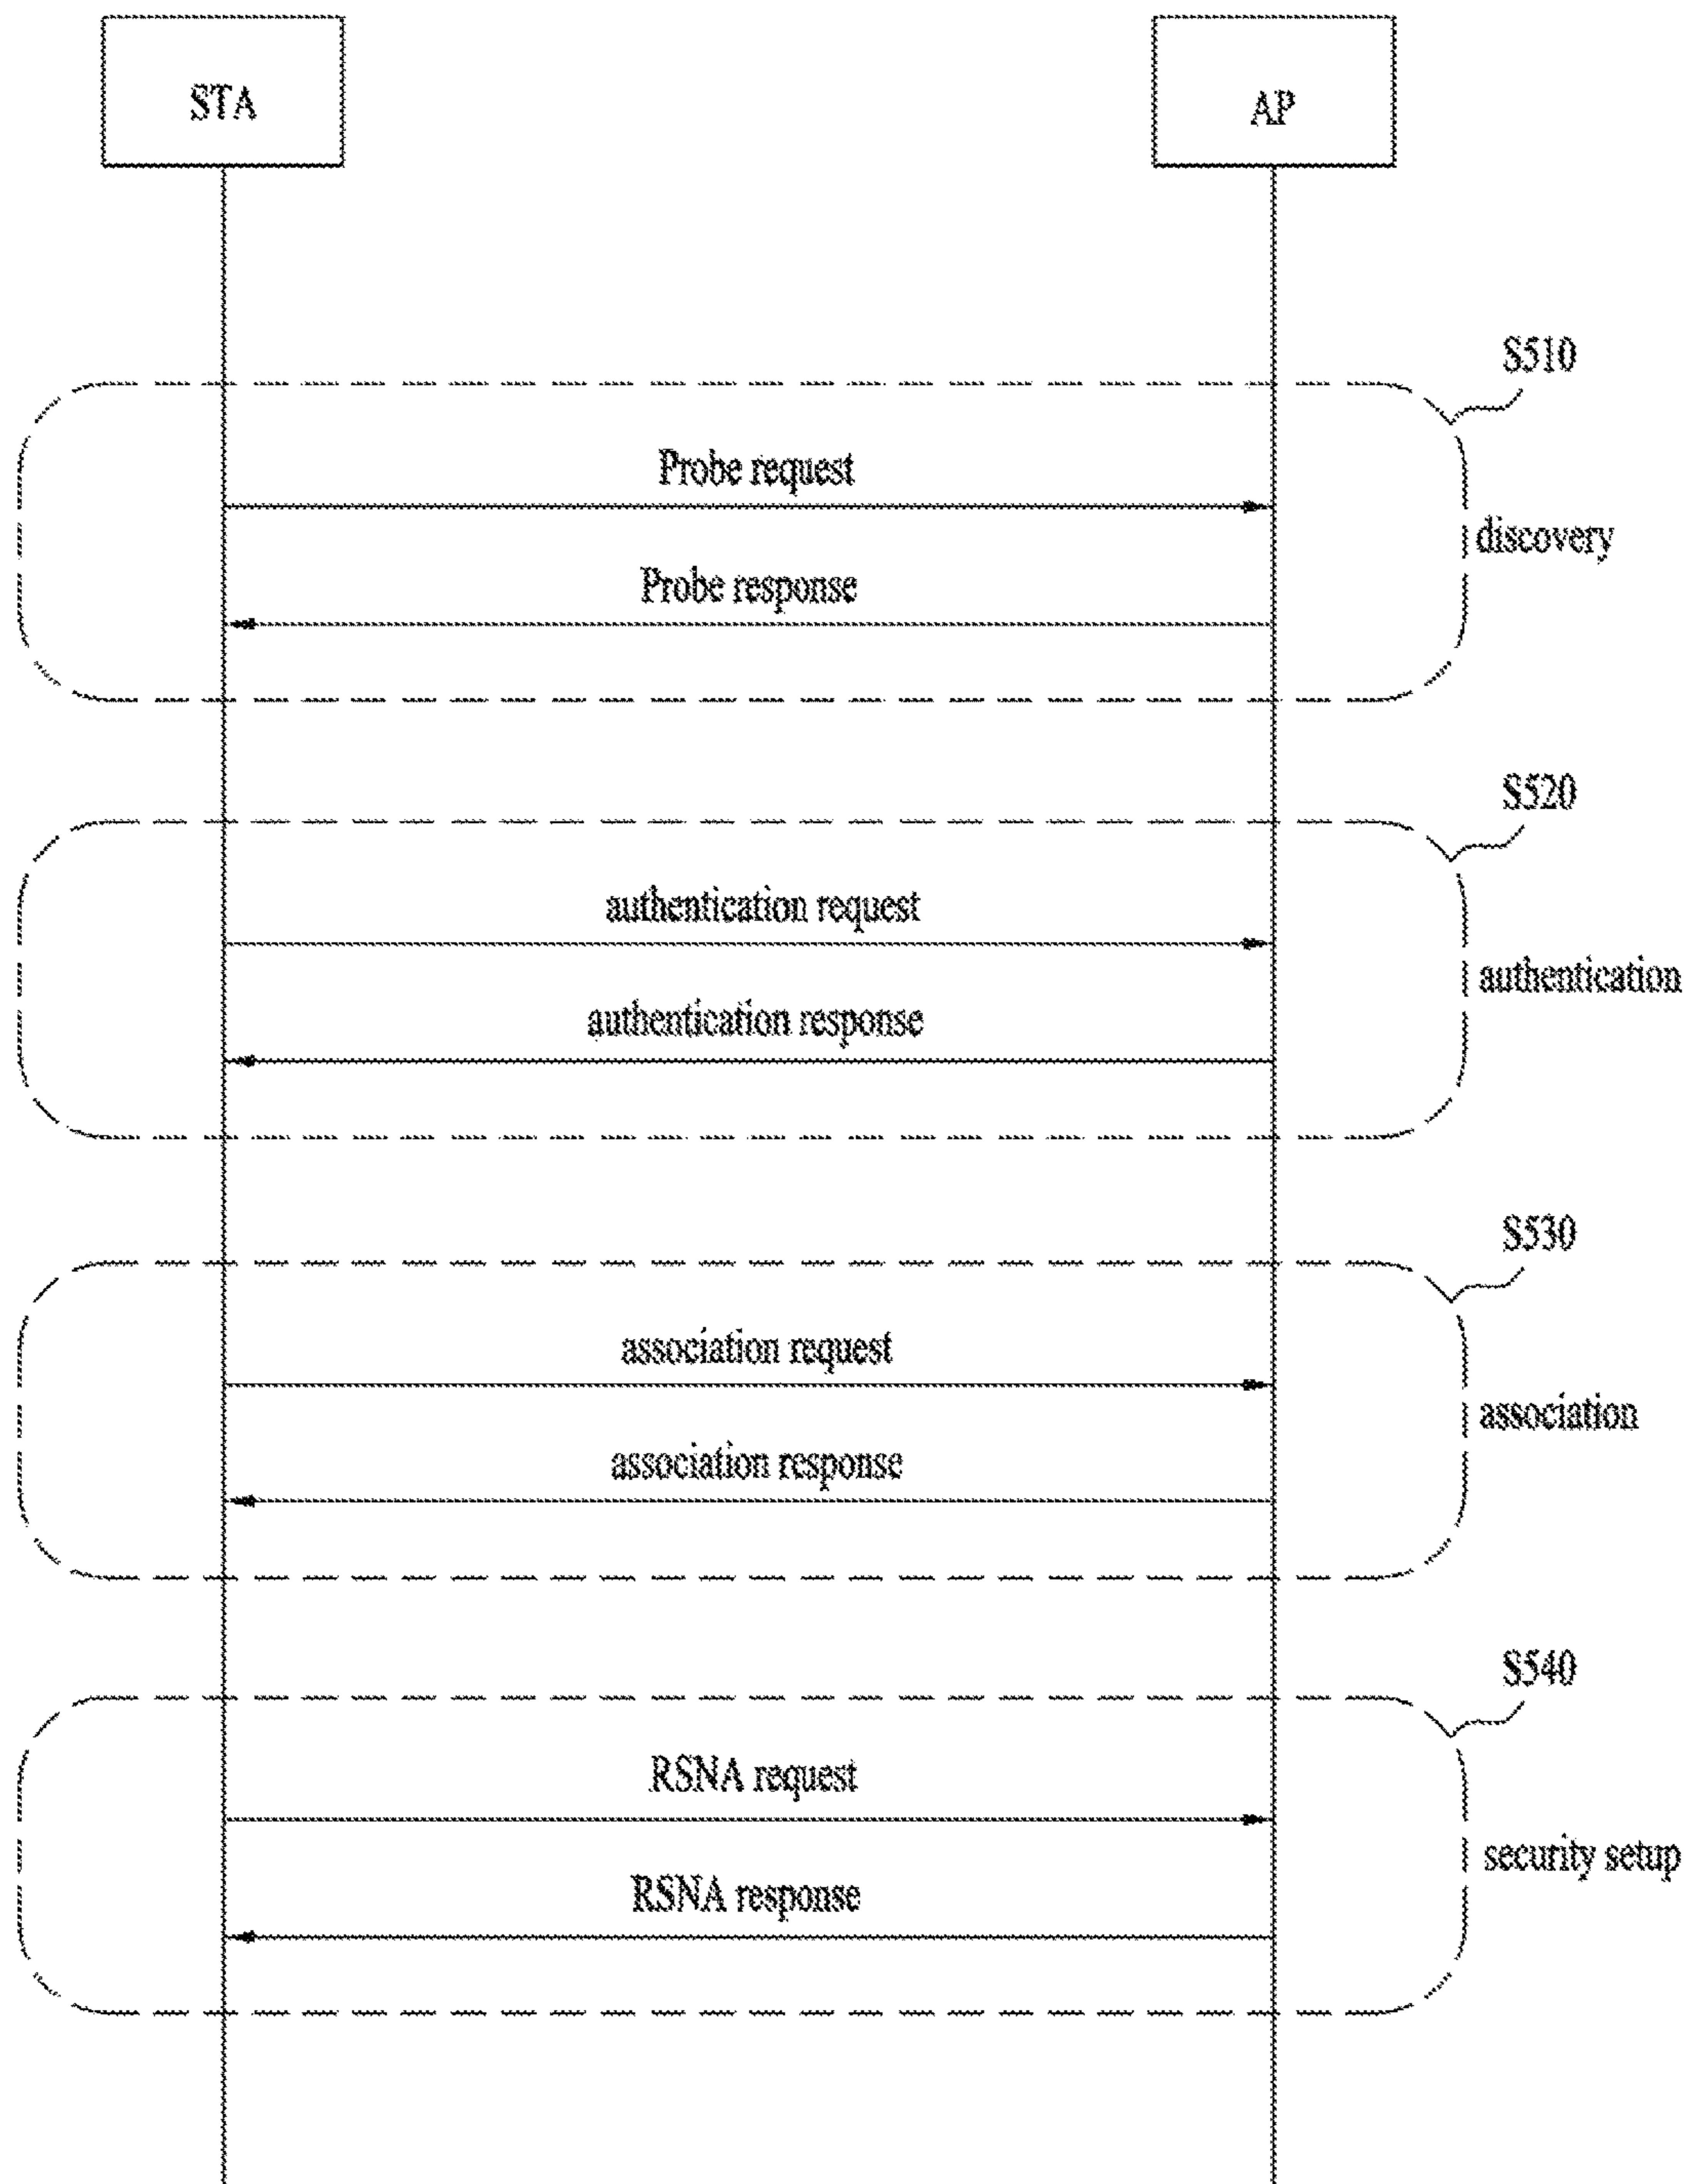 STA
AP
S510
Probe request
discovery
Probe response
S520
authentication request
authentication
authentication response
S530
association request
association
association response
S540
RSNA request
security setup
RSNA response